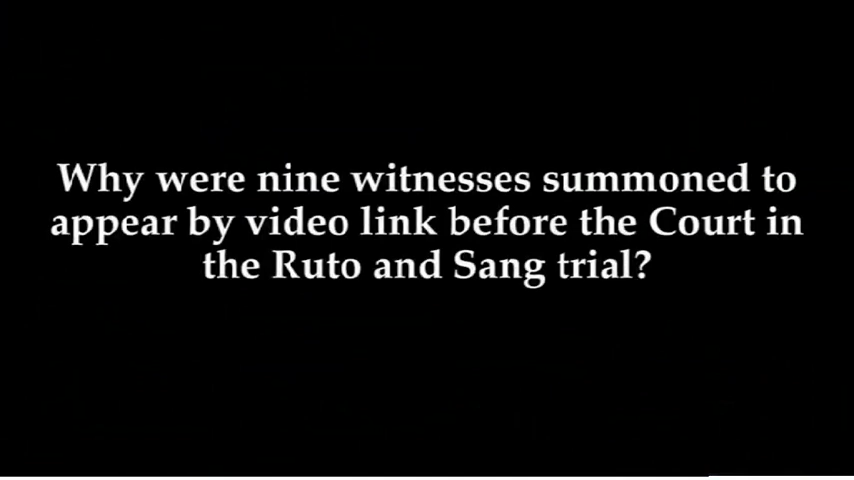 Why were nine witnesses summoned to
appear by video link before the Court in
the Ruto and Sang trial?